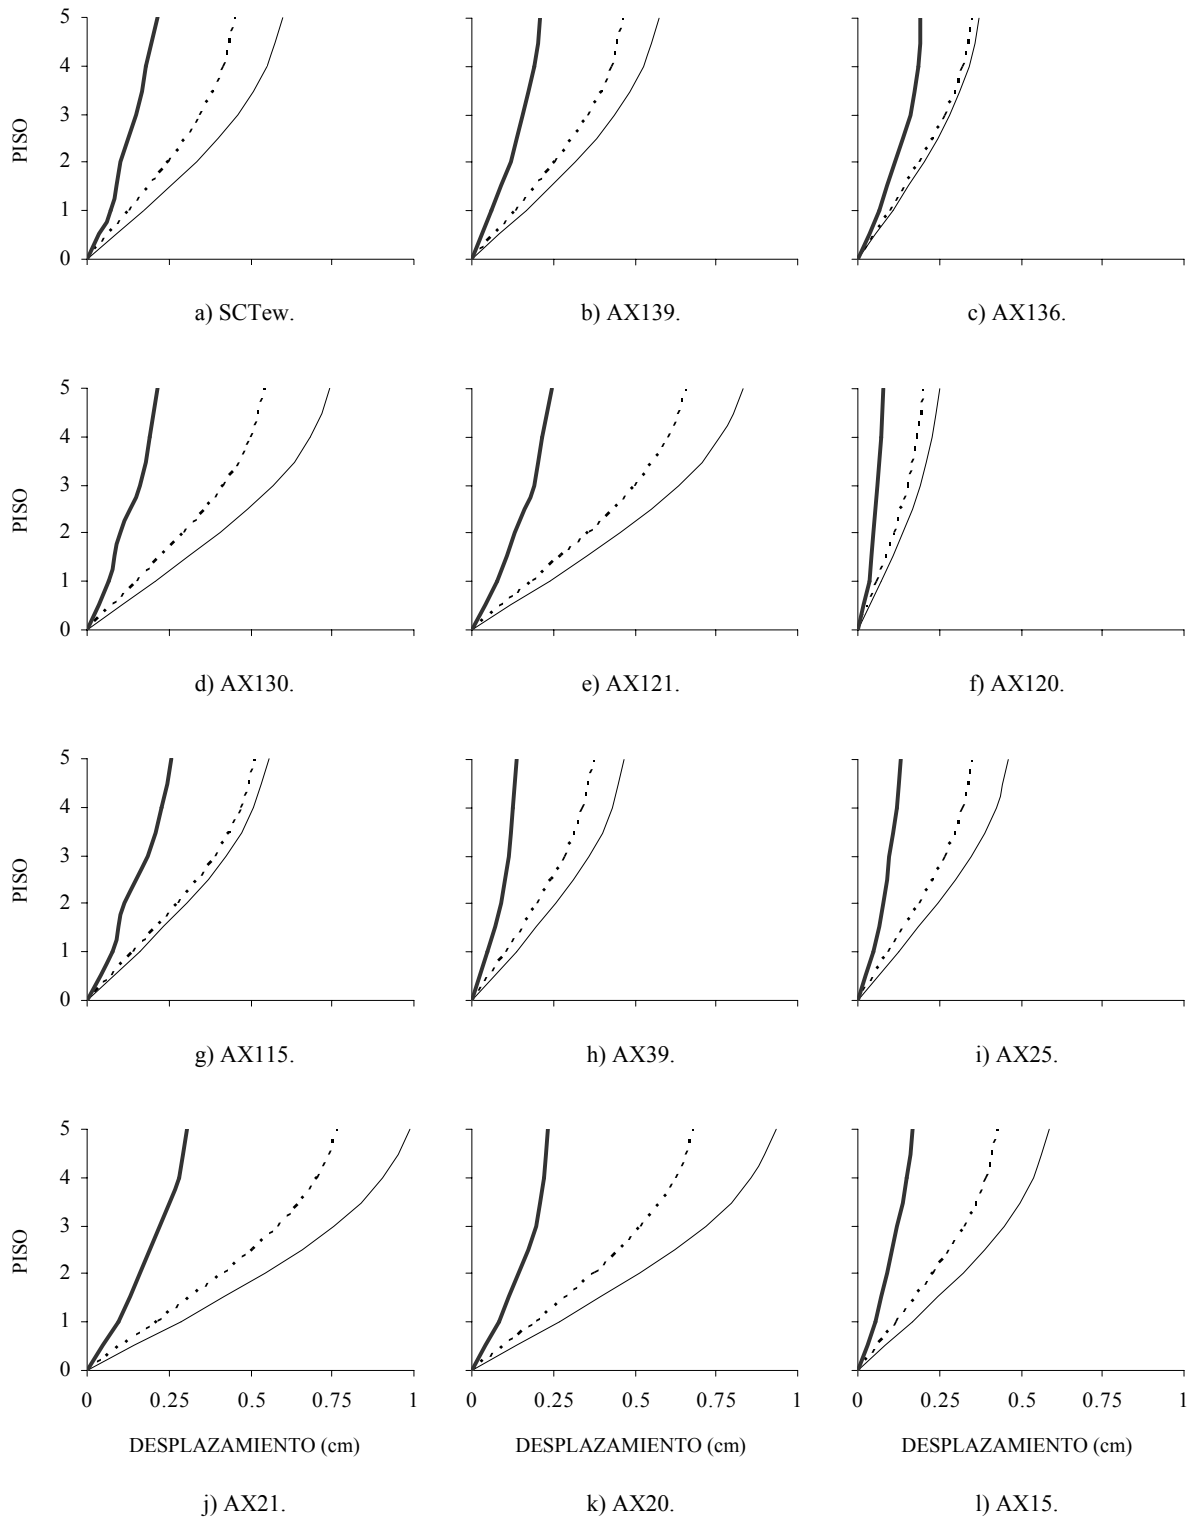 5
4
3
2
1
0
PISO
a) SCTew.
b) AX139.
c) AX136.
5
4
3
2
1
0
PISO
d) AX130.
e) AX121.
f) AX120.
5
4
3
2
1
0
PISO
g) AX115.
h) AX39.
i) AX25.
5
4
3
2
1
0
PISO
0 0.25 0.5 0.75 1
0 0.25 0.5 0.75 1
0 0.25 0.5 0.75 1
DESPLAZAMIENTO (cm)
DESPLAZAMIENTO (cm)
DESPLAZAMIENTO (cm)
j) AX21.
k) AX20.
l) AX15.